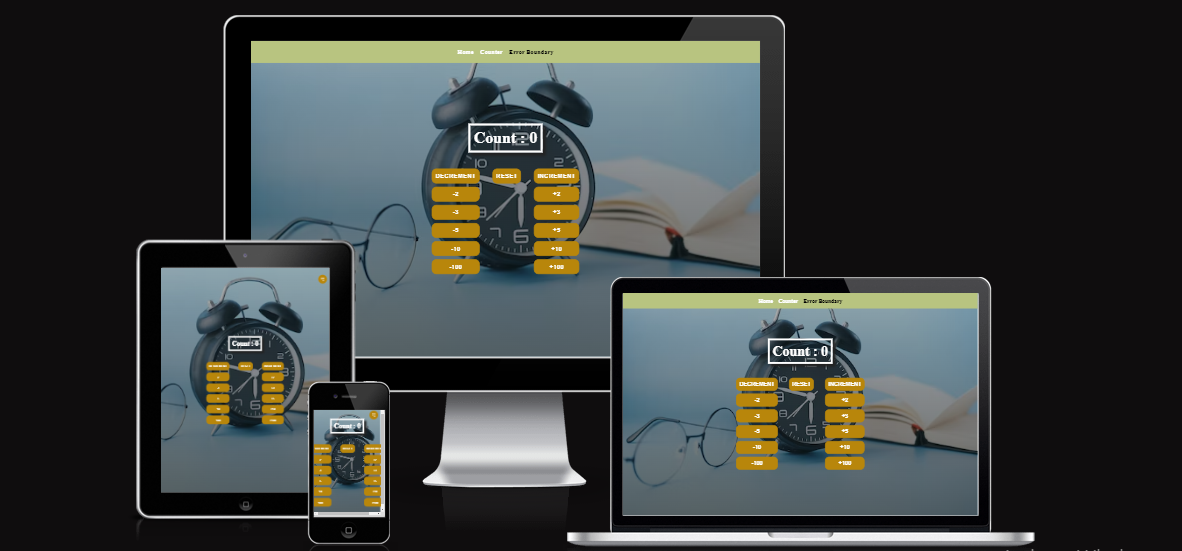 Home Counter Error Boundary
Count : 0
DECREMENT RESET INCREMENT
-2 +2
-3 +3
-5 +5
-10 +10
-100 +100
Count : 0
Count : 0
Home Counter Error Boundary
Count : 0
DECREMENT RESET INCREMENT
-2 +2
-3 +3
-5 +5
-10 +10
-100 +100